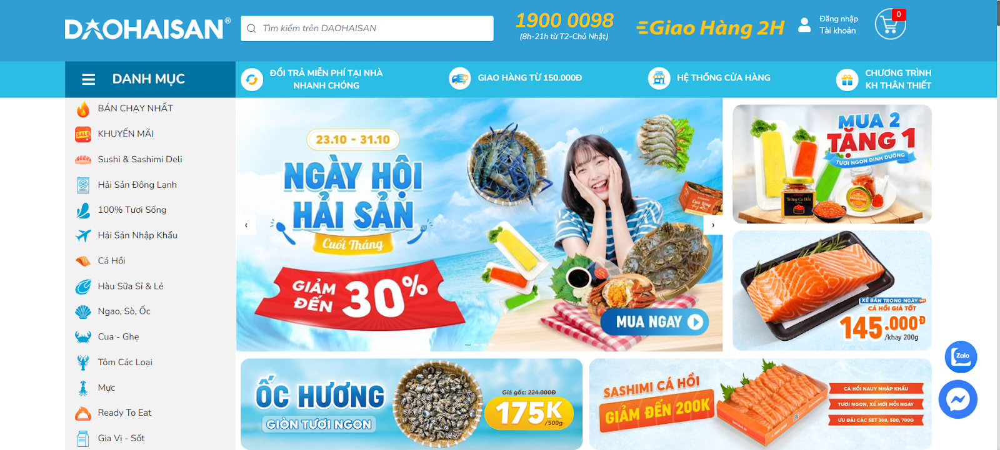 DAOHAISAN®
Tìm kiếm trên DAOHAISAN
1900 0098
(8h-21h từ T2-Chủ Nhật)
Giao Hàng 2H
Đăng nhập
Tài khoản
0
DANH MỤC
ĐỔI TRẢ MIỄN PHÍ TẠI NHÀ
NHANH CHÓNG
GIAO HÀNG TỪ 150.000Đ
HỆ THỐNG CỬA HÀNG
CHƯƠNG TRÌNH
KH THÂN THIẾT
BÁN CHẠY NHẤT
SALE
KHUYẾN MÃI
Sushi & Sashimi Deli
Hải Sản Đông Lạnh
100% Tươi Sống
Hải Sản Nhập Khẩu
Cá Hồi
Hàu Sữa Sỉ & Lẻ
Ngao, Sò, Ốc
Cua - Ghẹ
Tôm Các Loại
Mực
Ready To Eat
Gia Vị - Sốt
23.10 - 31.10
NGÀY HỘI
HẢI SẢN
Cuối Tháng
GIẢM
ĐẾN
30%
MUA NGAY
MUA 2
TẶNG 1
TƯƠI NGON DINH DƯỠNG
Trứng Cá Hồi
XẺ BÁN TRONG NGÀY
CÁ HỒI GIÁ TỐT
145.000Đ
/khay 200g
ỐC HƯƠNG
GIÒN TƯƠI NGON
Giá gốc: 224.000Đ
175K
/500g
SASHIMI CÁ HỒI
GIẢM ĐẾN 200K
CÁ HỒI NAUY NHẬP KHẨU
TƯƠI NGON, XẺ MỚI MỖI NGÀY
ƯU ĐÃI CÁC SET 300, 500, 700G
Zalo